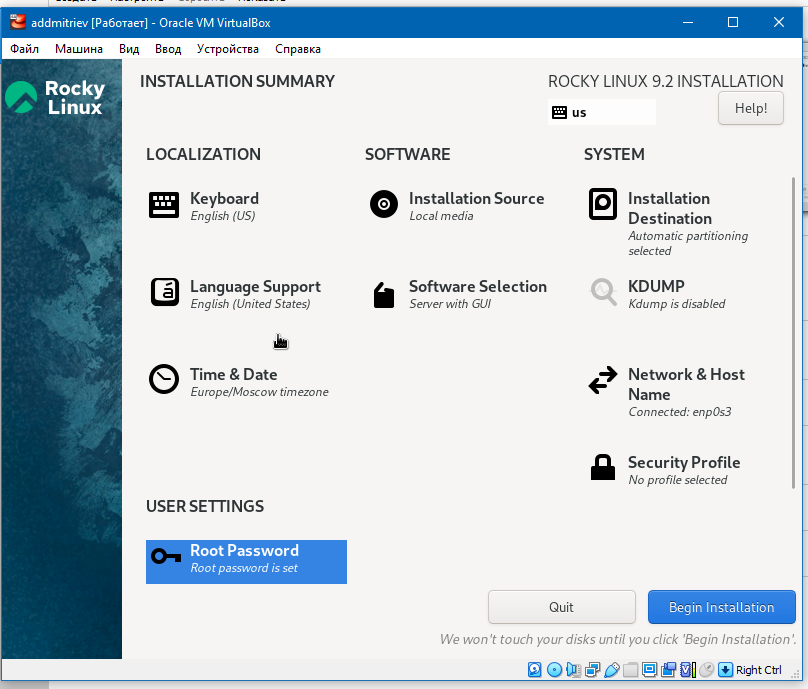 addmitriev [Работает] - Oracle VM VirtualBox
Файл Машина Вид Ввод Устройства Справка
Rocky
Linux
INSTALLATION SUMMARY
ROCKY LINUX 9.2 INSTALLATION
us
Help!
LOCALIZATION
Keyboard
English (US)
Language Support
English (United States)
Time & Date
Europe/Moscow timezone
SOFTWARE
Installation Source
Local media
Software Selection
Server with GUI
SYSTEM
Installation
Destination
Automatic partitioning
selected
KDUMP
Kdump is disabled
Network & Host
Name
Connected: enp0s3
Security Profile
No profile selected
USER SETTINGS
Root Password
Root password is set
Quit
Begin Installation
We won't touch your disks until you click 'Begin Installation'.
Right Ctrl